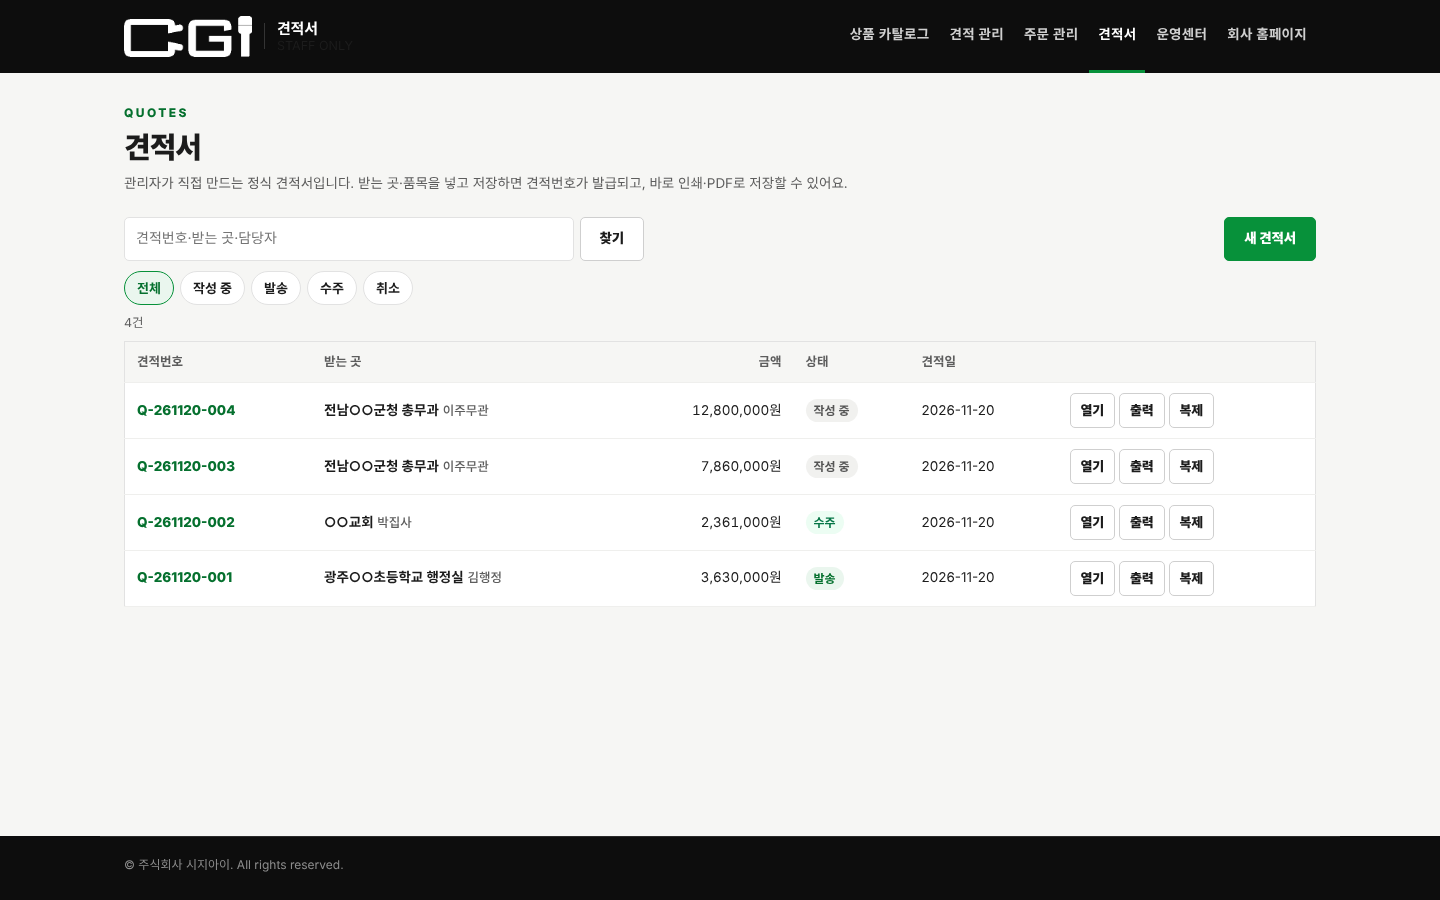 CGI
견적서
STAFF ONLY
상품 카탈로그 견적 관리 주문 관리 견적서 운영센터 회사 홈페이지
QUOTES
견적서
관리자가 직접 만드는 정식 견적서입니다. 받는 곳·품목을 넣고 저장하면 견적번호가 발급되고, 바로 인쇄·PDF로 저장할 수 있어요.
견적번호·받는 곳·담당자 찾기 새 견적서
전체 작성 중 발송 수주 취소
4건
견적번호 받는 곳 금액 상태 견적일
Q-261120-004 전남○○군청 총무과 이주무관 12,800,000원 작성 중 2026-11-20 열기 출력 복제
Q-261120-003 전남○○군청 총무과 이주무관 7,860,000원 작성 중 2026-11-20 열기 출력 복제
Q-261120-002 ○○교회 박집사 2,361,000원 수주 2026-11-20 열기 출력 복제
Q-261120-001 광주○○초등학교 행정실 김행정 3,630,000원 발송 2026-11-20 열기 출력 복제
© 주식회사 시지아이. All rights reserved.